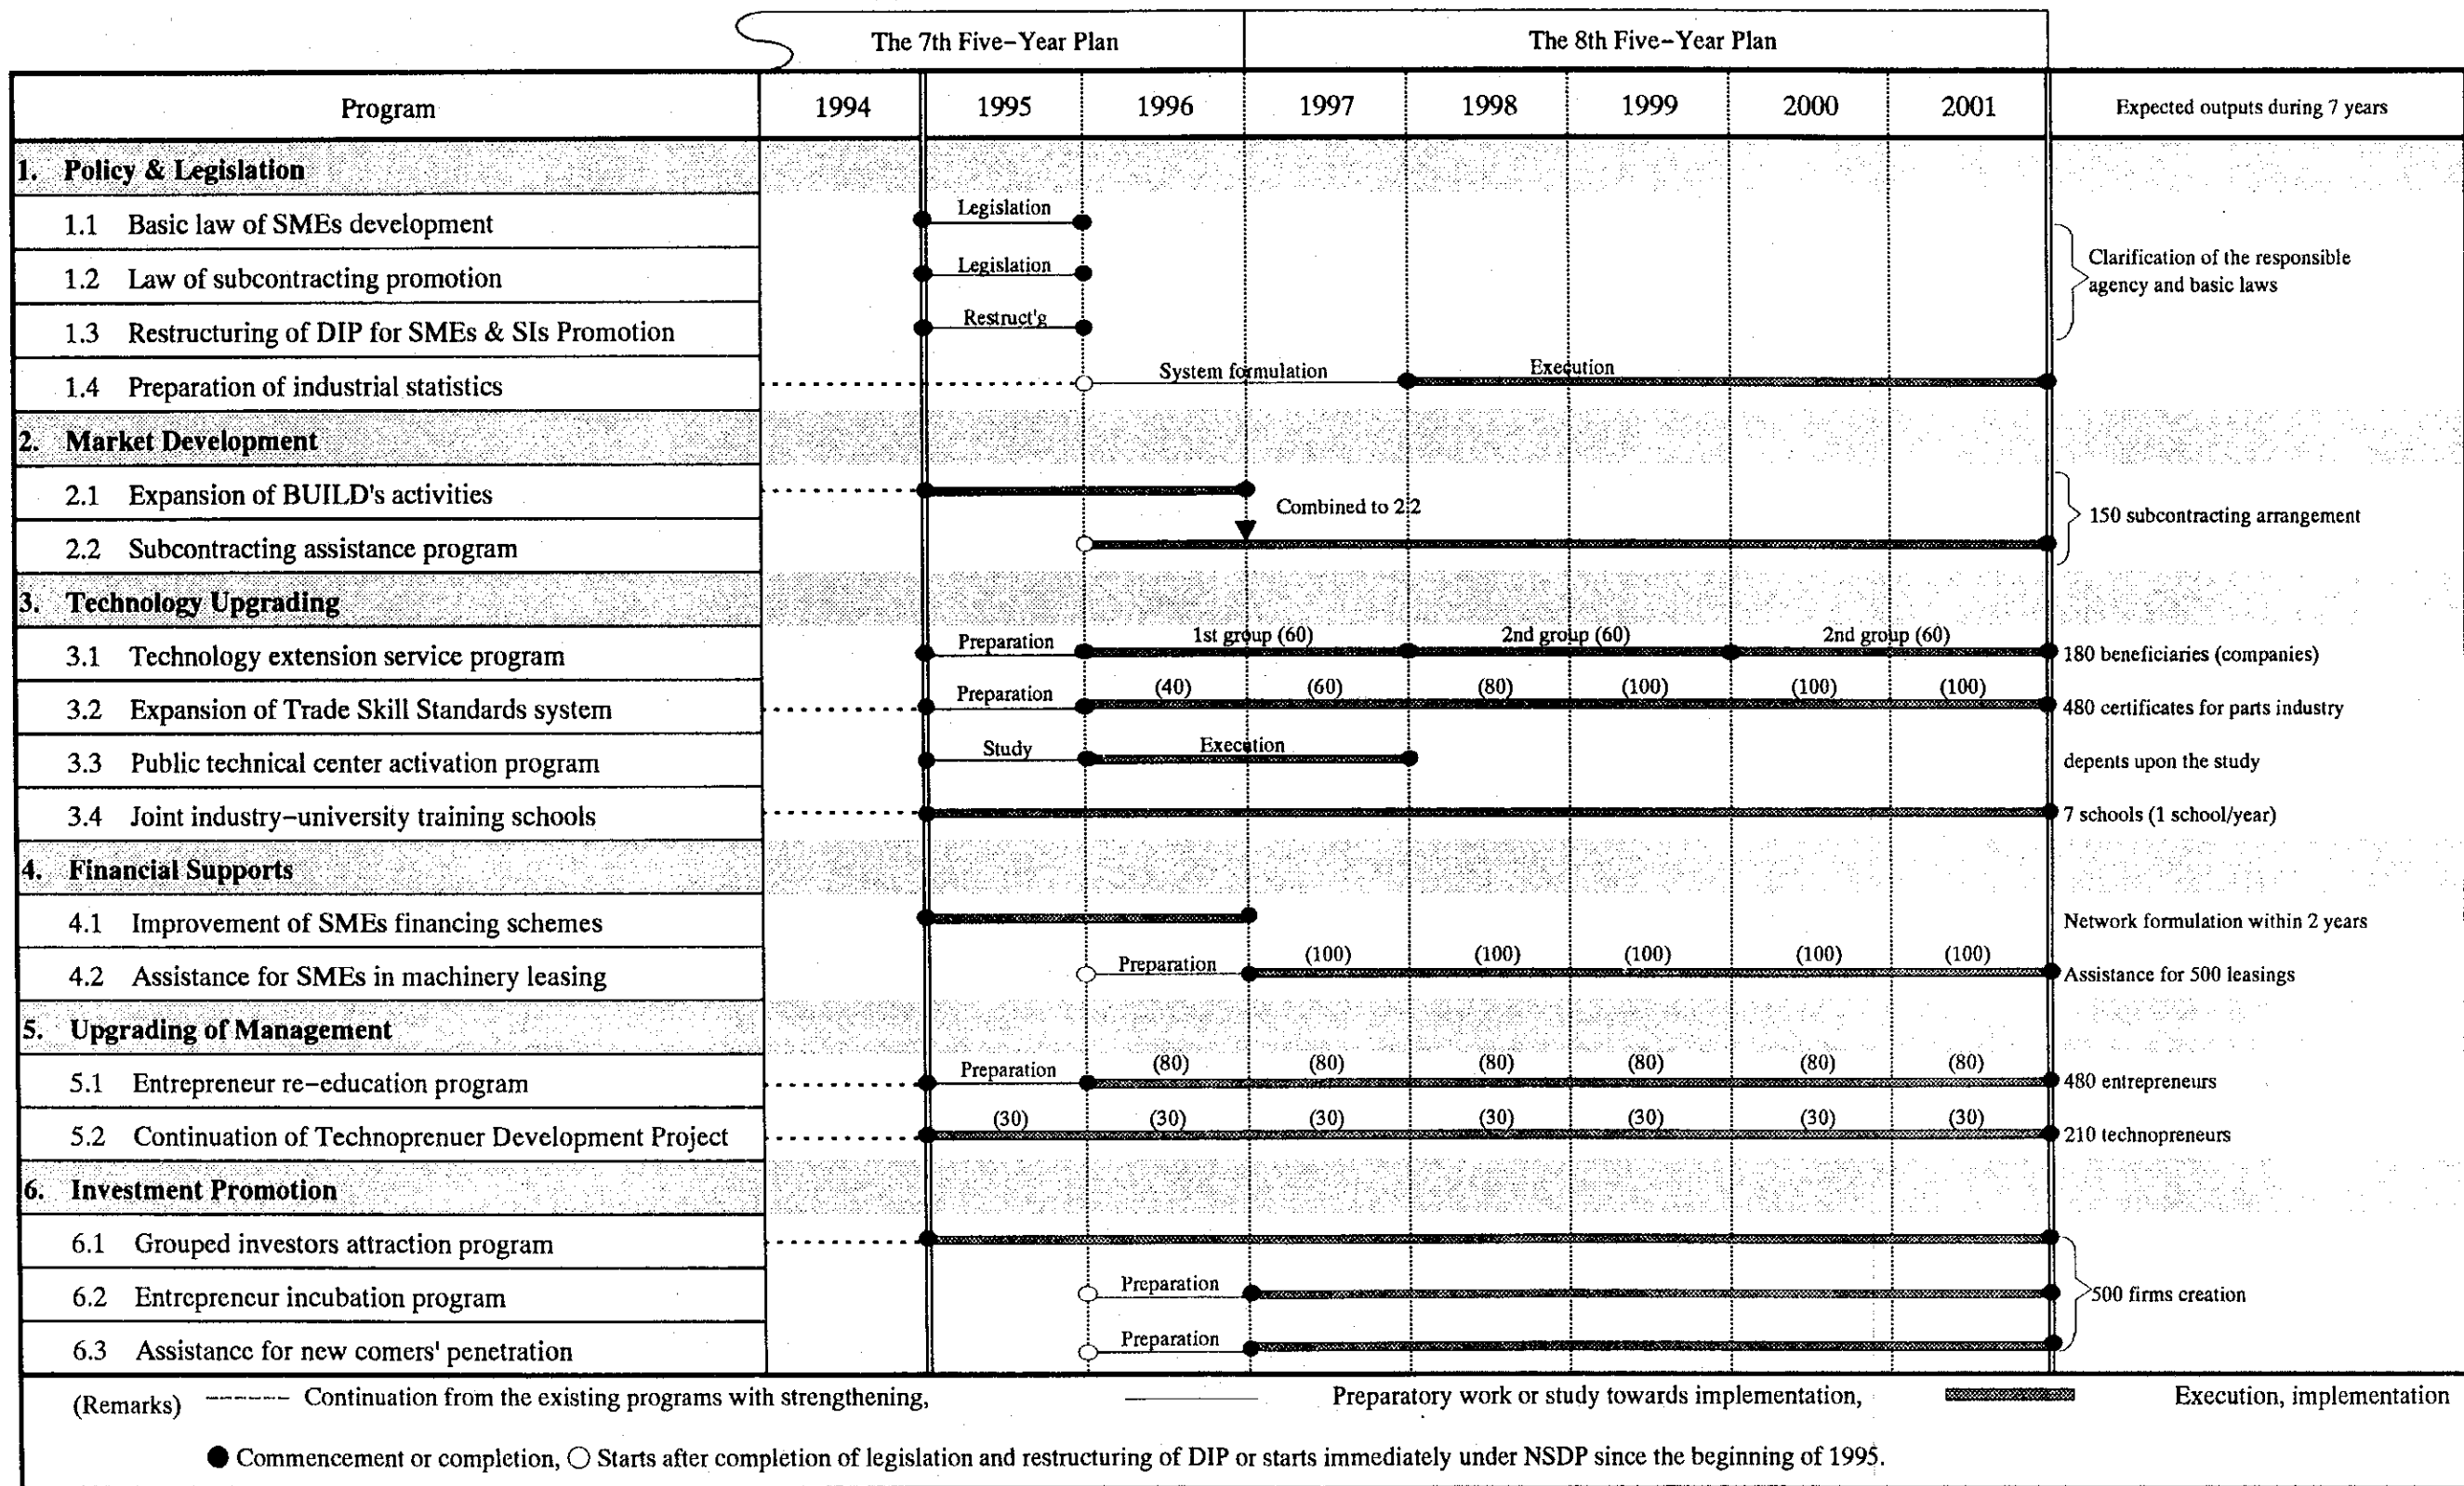 The 7th Five-Year Plan The 8th Five-Year Plan
Program 1994 1995 1996 1997 1998 1999 2000 2001 Expected outputs during 7 years
1. Policy & Legislation
1.1 Basic law of SMEs development Legislation
1.2 Law of subcontracting promotion Legislation
Clarification of the responsible
agency and basic laws
1.3 Restructuring of DIP for SMEs & SIs Promotion Restruct'g
1.4 Preparation of industrial statistics System formulation Execution
2. Market Development
2.1 Expansion of BUILD's activities
Combined to 2.2
150 subcontracting arrangement
2.2 Subcontracting assistance program
3. Technology Upgrading
3.1 Technology extension service program Preparation 1st group (60) 2nd group (60) 2nd group (60) 180 beneficiaries (companies)
3.2 Expansion of Trade Skill Standards system Preparation (40) (60) (80) (100) (100) (100) 480 certificates for parts industry
3.3 Public technical center activation program Study Execution depents upon the study
3.4 Joint industry-university training schools 7 schools (1 school/year)
4. Financial Supports
4.1 Improvement of SMEs financing schemes Network formulation within 2 years
4.2 Assistance for SMEs in machinery leasing Preparation (100) (100) (100) (100) (100) Assistance for 500 leasings
5. Upgrading of Management
5.1 Entrepreneur re-education program Preparation (80) (80) (80) (80) (80) (80) 480 entrepreneurs
5.2 Continuation of Technoprenuer Development Project (30) (30) (30) (30) (30) (30) (30) 210 technopreneurs
6. Investment Promotion
6.1 Grouped investors attraction program
6.2 Entrepreneur incubation program Preparation 500 firms creation
6.3 Assistance for new comers' penetration Preparation
(Remarks) Continuation from the existing programs with strengthening, Preparatory work or study towards implementation, Execution, implementation
● Commencement or completion, ○ Starts after completion of legislation and restructuring of DIP or starts immediately under NSDP since the beginning of 1995.